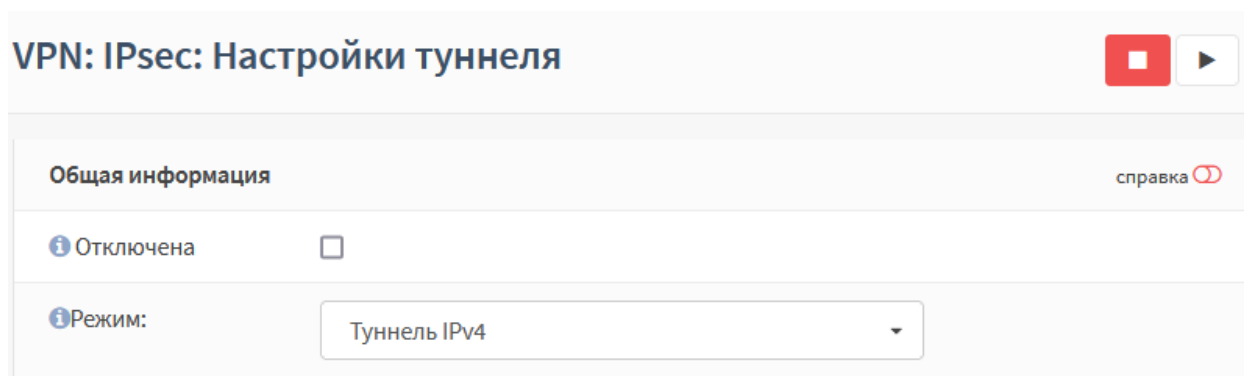 VPN: IPsec: Настройки туннеля
Общая информация
справка
Отключена
Режим:
Туннель IPv4